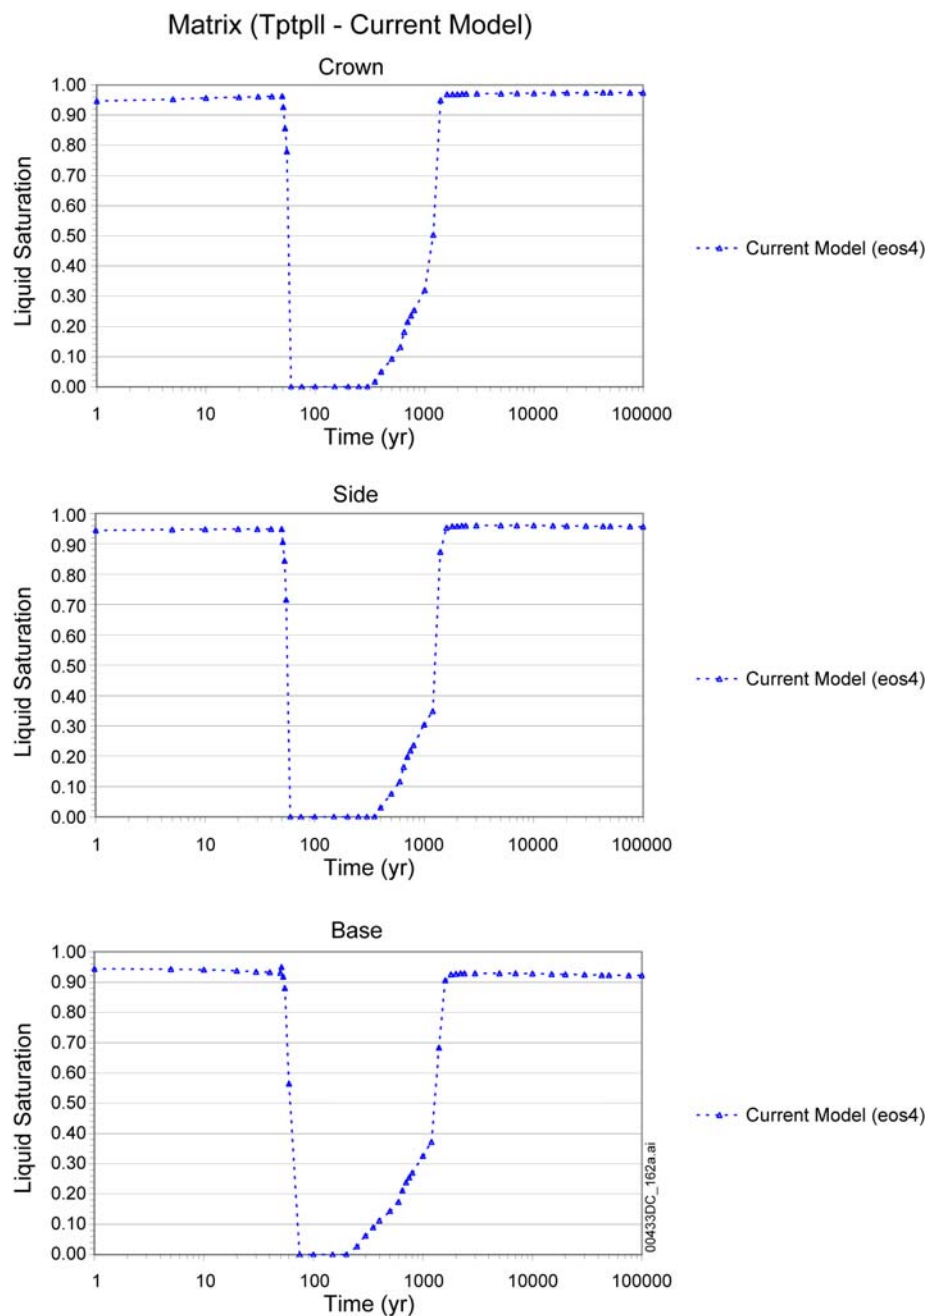 Matrix (Tptpll - Current Model)
Crown
1.00
0.90
0.80
0.70
0.60
0.50
0.40
0.30
0.20
0.10
0.00
Liquid Saturation
1 10 100 1000 10000 100000
Time (yr)
Current Model (eos4)
Side
1.00
0.90
0.80
0.70
0.60
0.50
0.40
0.30
0.20
0.10
0.00
Liquid Saturation
1 10 100 1000 10000 100000
Time (yr)
Current Model (eos4)
Base
1.00
0.90
0.80
0.70
0.60
0.50
0.40
0.30
0.20
0.10
0.00
Liquid Saturation
1 10 100 1000 10000 100000
Time (yr)
Current Model (eos4)
00433DC_162a.ai